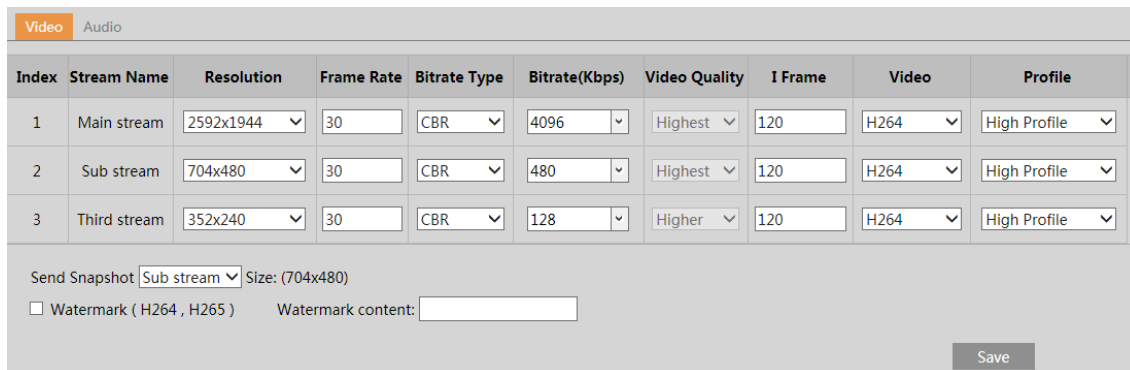 Video Audio
Index Stream Name Resolution Frame Rate Bitrate Type Bitrate(Kbps) Video Quality I Frame Video Profile
1 Main stream 2592x1944 30 CBR 4096 Highest 120 H264 High Profile
2 Sub stream 704x480 30 CBR 480 Highest 120 H264 High Profile
3 Third stream 352x240 30 CBR 128 Higher 120 H264 High Profile
Send Snapshot Sub stream Size: (704x480)
Watermark ( H264 , H265 ) Watermark content:
Save